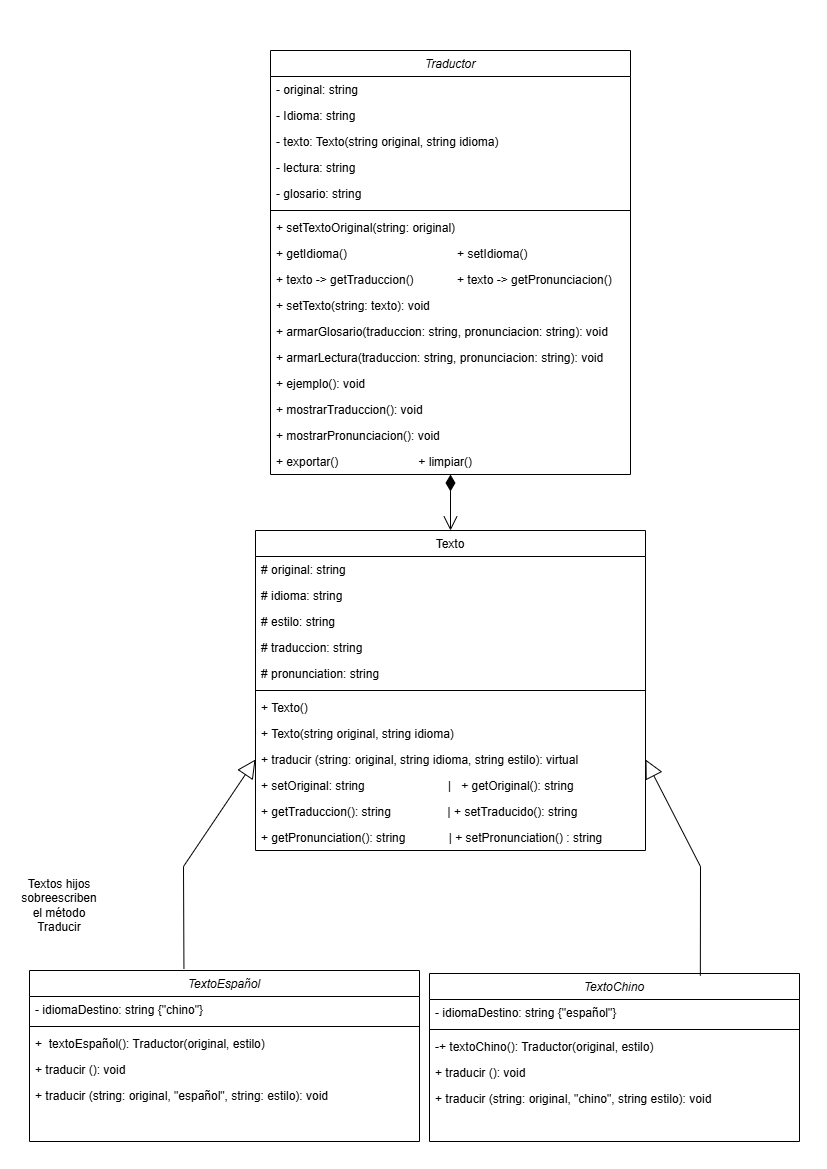 Traductor
- original: string
- Idioma: string
- texto: Texto(string original, string idioma)
- lectura: string
- glosario: string
+ setTextoOriginal(string: original)
+ getIdioma() + setIdioma()
+ texto -> getTraduccion() + texto -> getPronunciacion()
+ setTexto(string: texto): void
+ armarGlosario(traduccion: string, pronunciacion: string): void
+ armarLectura(traduccion: string, pronunciacion: string): void
+ ejemplo(): void
+ mostrarTraduccion(): void
+ mostrarPronunciacion(): void
+ exportar() + limpiar()
Texto
# original: string
# idioma: string
# estilo: string
# traduccion: string
# pronunciation: string
+ Texto()
+ Texto(string original, string idioma)
+ traducir (string: original, string idioma, string estilo): virtual
+ setOriginal: string | + getOriginal(): string
+ getTraduccion(): string | + setTraducido(): string
+ getPronunciation(): string | + setPronunciation() : string
Textos hijos
sobreescriben
el método
Traducir
TextoEspañol
- idiomaDestino: string {"chino"}
+ textoEspañol(): Traductor(original, estilo)
+ traducir (): void
+ traducir (string: original, "español", string: estilo): void
TextoChino
- idiomaDestino: string {"español"}
-+ textoChino(): Traductor(original, estilo)
+ traducir (): void
+ traducir (string: original, "chino", string estilo): void